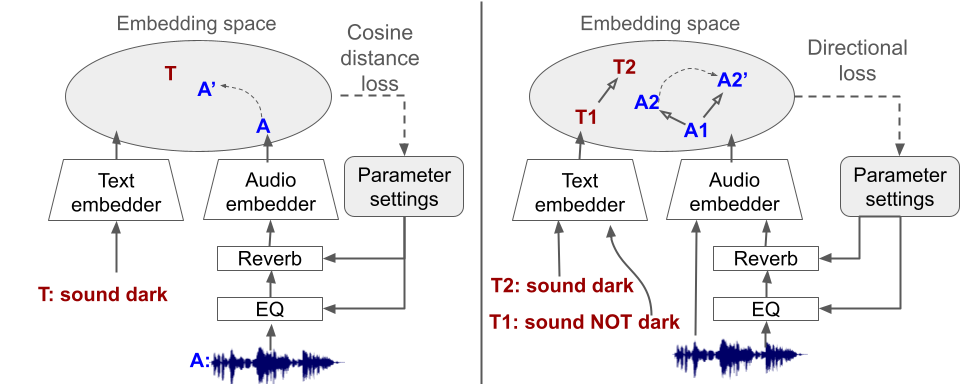 Embedding space
Cosine
distance
loss
T
A'
A
Text
embedder
Audio
embedder
Parameter
settings
Reverb
T: sound dark
EQ
A:
Embedding space
Directional
loss
T2
A2'
A2
T1
A1
Text
embedder
Audio
embedder
Parameter
settings
Reverb
T2: sound dark
EQ
T1: sound NOT dark